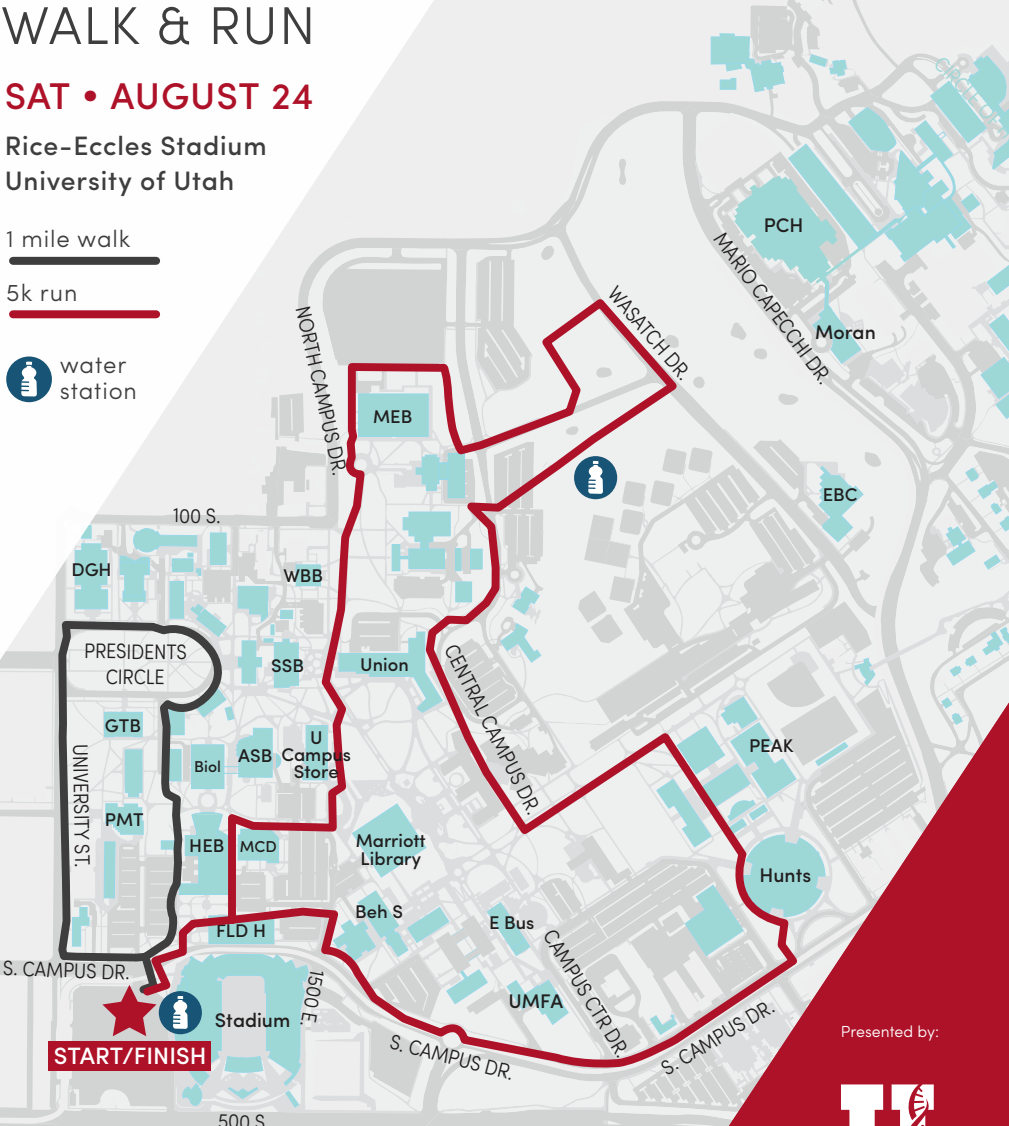 WALK & RUN
SAT • AUGUST 24
Rice-Eccles Stadium
University of Utah
1 mile walk
5k run
water
station
PCH
MARIO CAPECCHI DR.
Moran
WASATCH DR.
NORTH CAMPUS DR.
MEB
EBC
100 S.
DGH
WBB
PRESIDENTS
CIRCLE
SSB
Union
CENTRAL CAMPUS DR.
GTB
UNIVERSITY ST.
Biol
ASB
U
Campus
Store
PEAK
PMT
HEB
MCD
Marriott
Library
Hunts
Beh S
E Bus
FLD H
CAMPUS CTR DR.
S. CAMPUS DR.
1500 E.
UMFA
Stadium
S. CAMPUS DR.
S. CAMPUS DR.
START/FINISH
Presented by:
500 S.